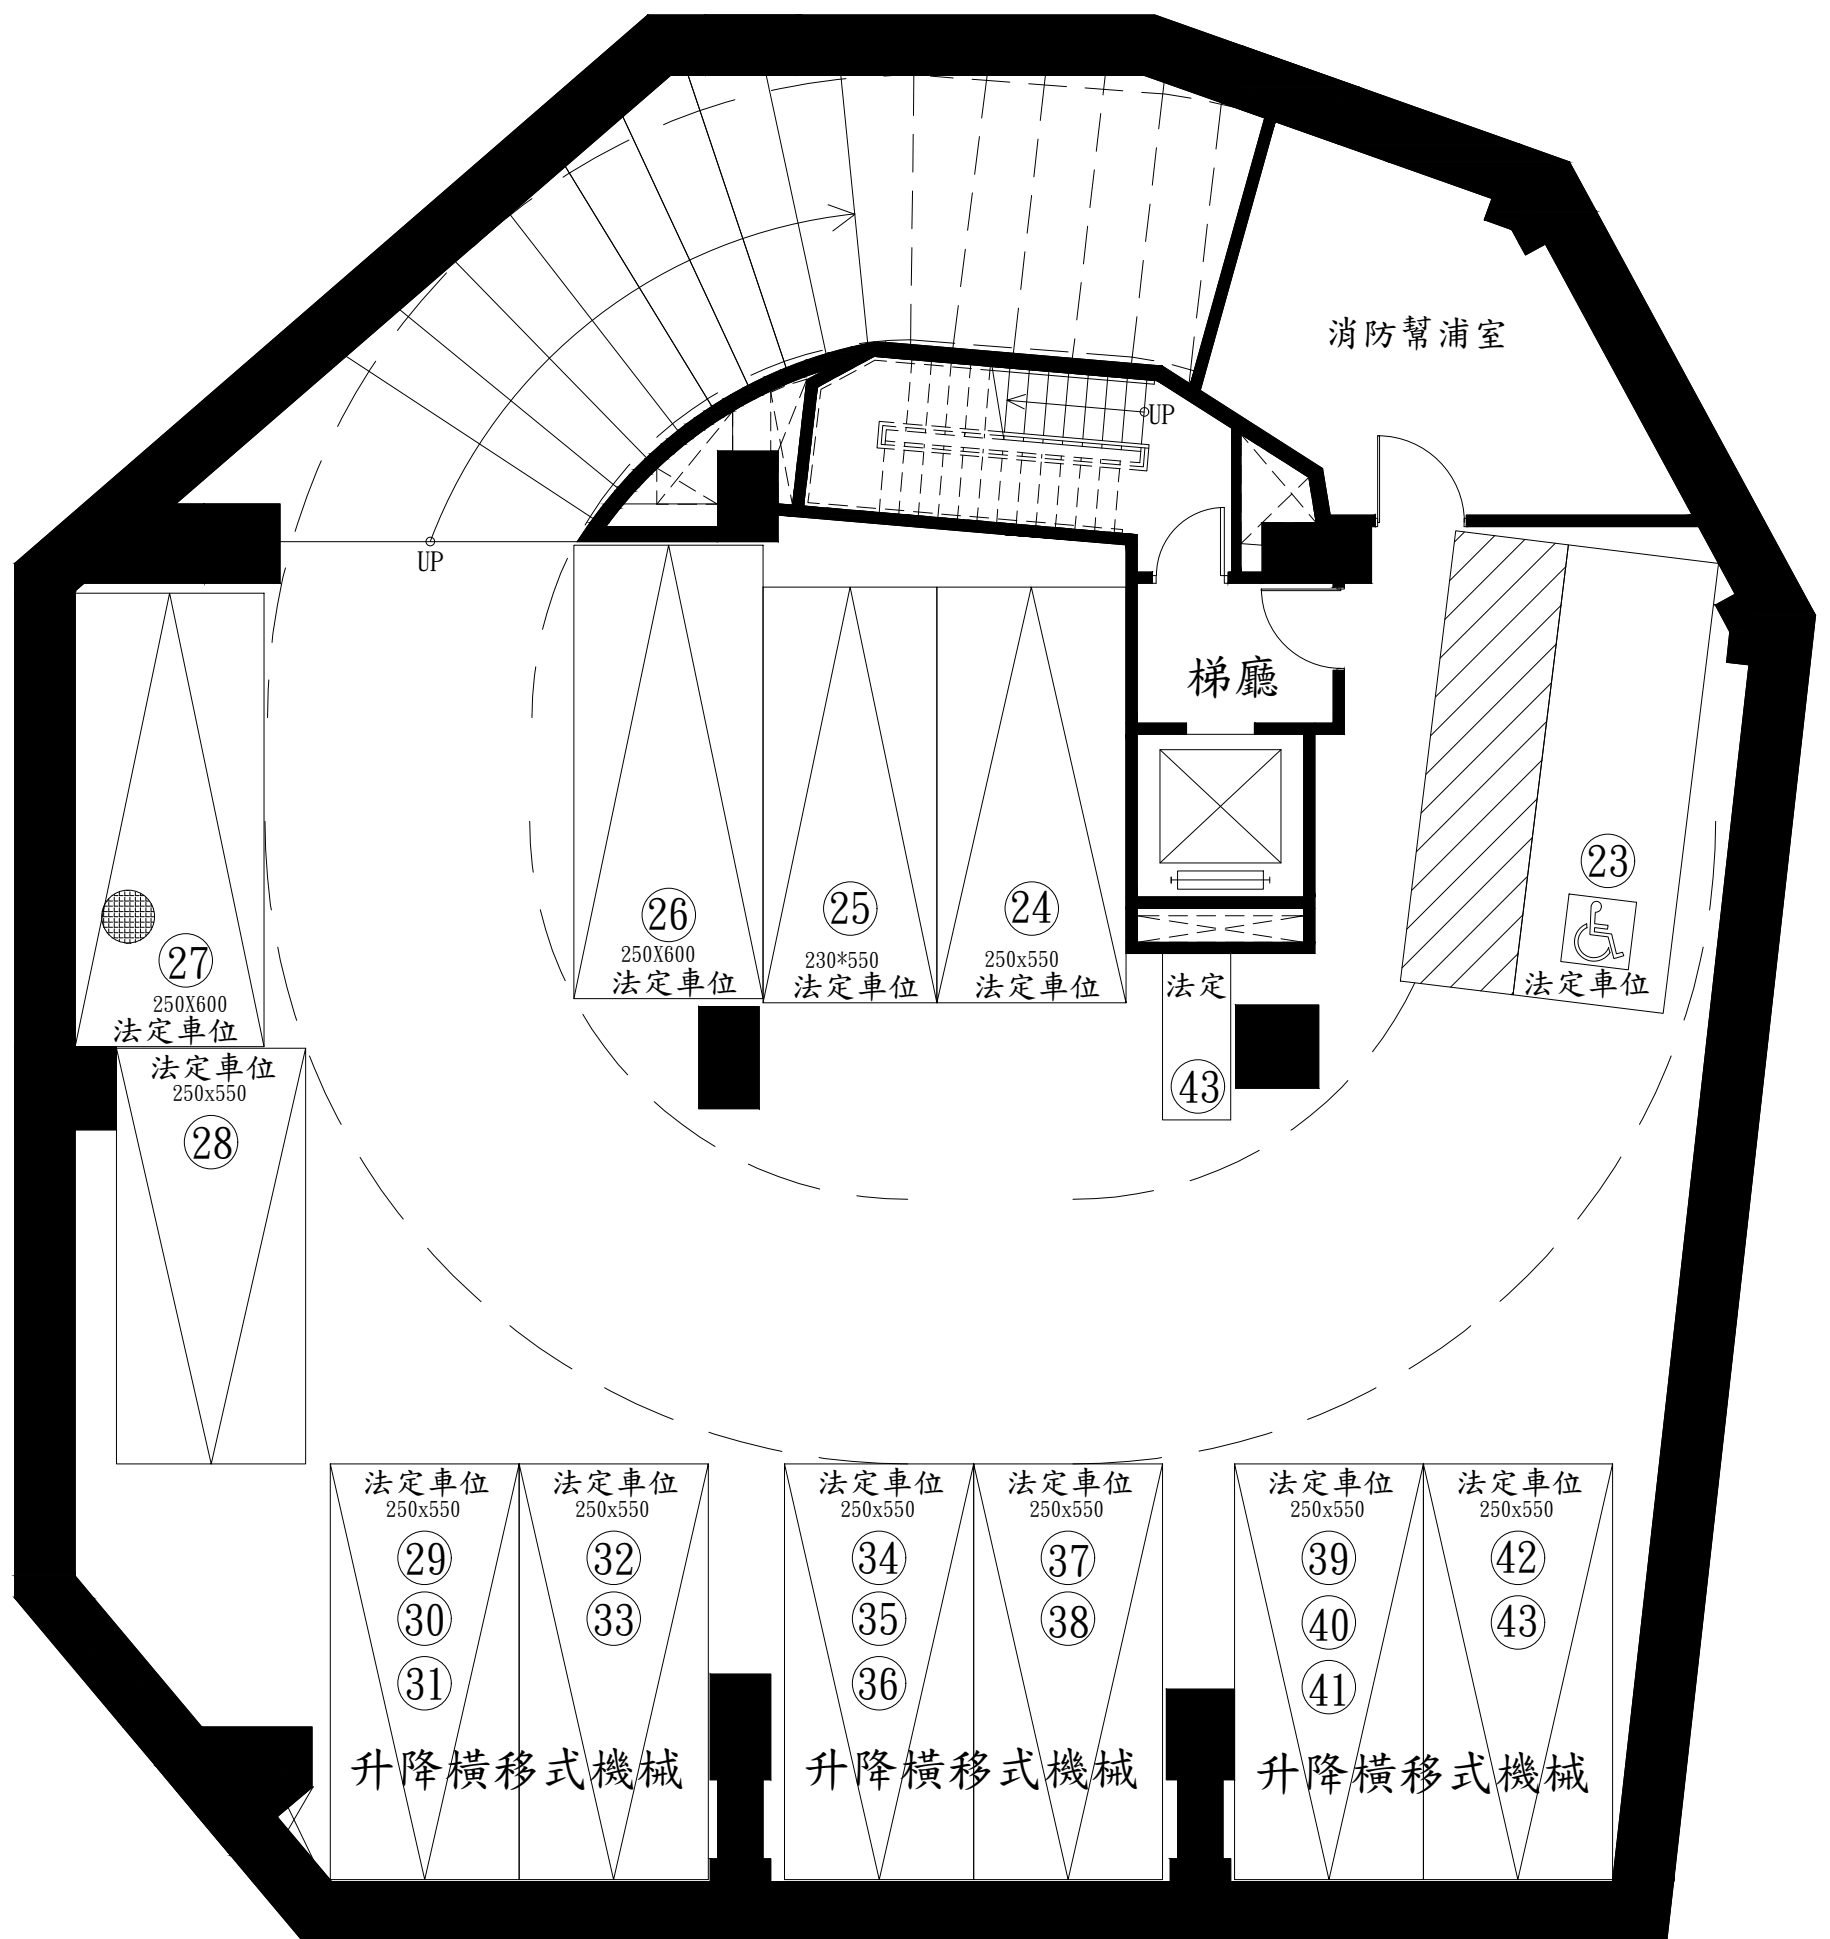 消防幫浦室
UP
UP
梯廳
23
法定車位
26
250X600
法定車位
25
230*550
法定車位
24
250x550
法定車位
27
250X600
法定車位
法定
43
法定車位
250x550
28
法定車位
250x550
29
30
31
法定車位
250x550
32
33
升降橫移式機械
法定車位
250x550
34
35
36
法定車位
250x550
37
38
升降橫移式機械
法定車位
250x550
39
40
41
法定車位
250x550
42
43
升降橫移式機械